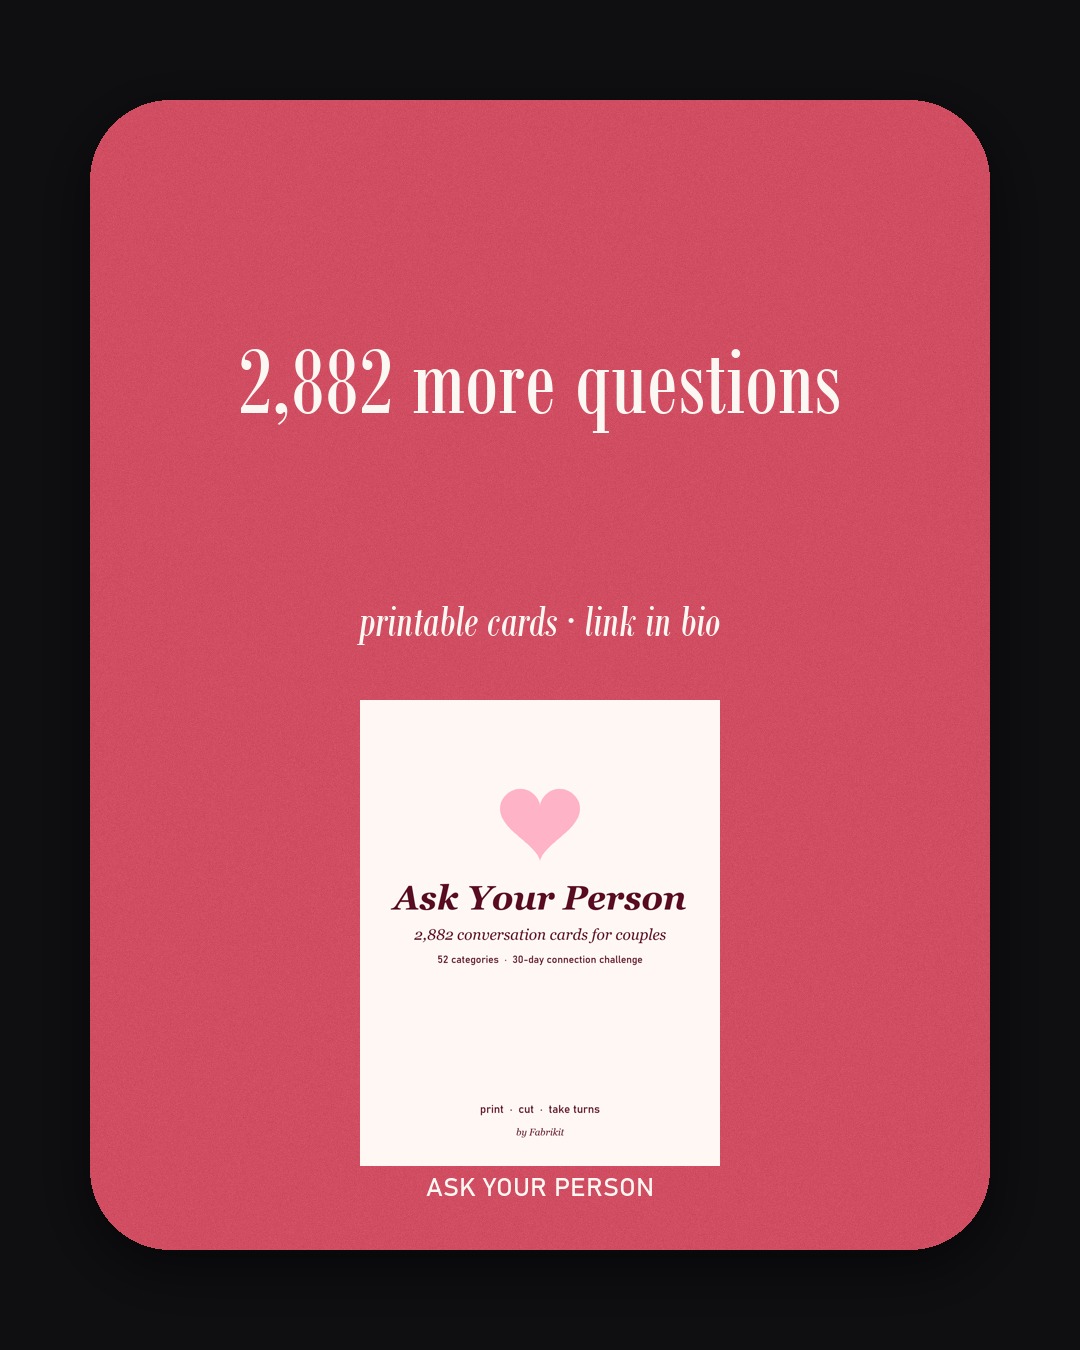 2,882 more questions
printable cards · link in bio
Ask Your Person
2,882 conversation cards for couples
52 categories · 30-day connection challenge
print · cut · take turns
by Fabrikit
ASK YOUR PERSON